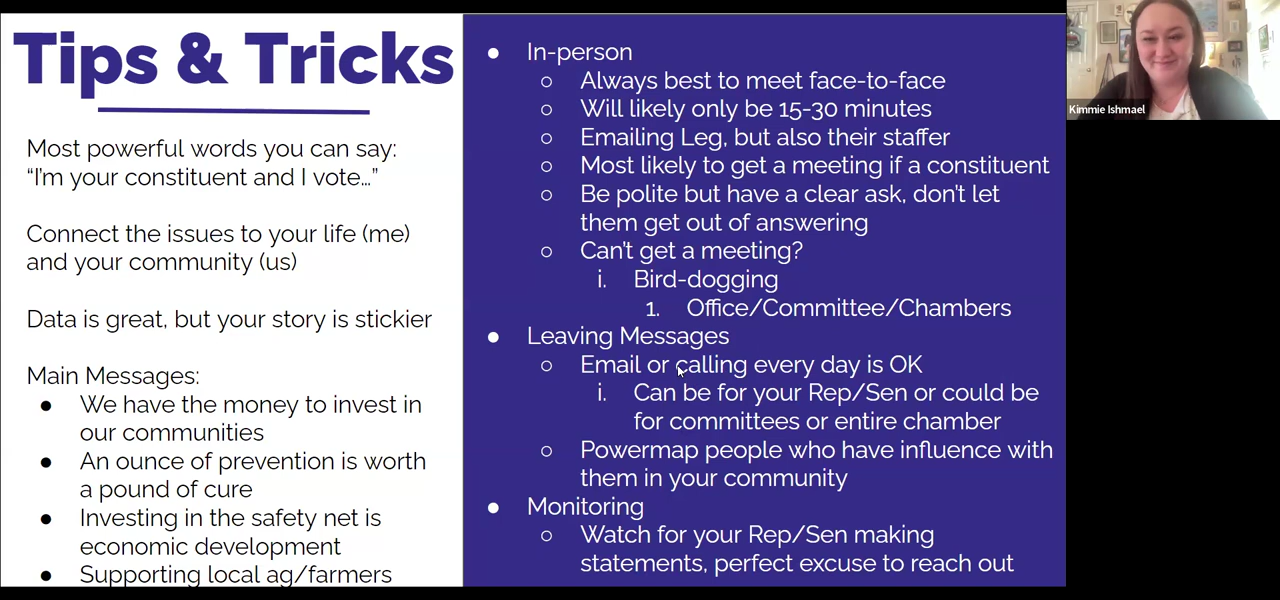 Tips & Tricks
Most powerful words you can say:
“I'm your constituent and I vote...”
Connect the issues to your life (me)
and your community (us)
Data is great, but your story is stickier
Main Messages:
● We have the money to invest in
our communities
● An ounce of prevention is worth
a pound of cure
● Investing in the safety net is
economic development
● Supporting local ag/farmers
● In-person
○ Always best to meet face-to-face
○ Will likely only be 15-30 minutes
○ Emailing Leg, but also their staffer
○ Most likely to get a meeting if a constituent
○ Be polite but have a clear ask, don't let
them get out of answering
○ Can't get a meeting?
i. Bird-dogging
1. Office/Committee/Chambers
● Leaving Messages
○ Email or calling every day is OK
i. Can be for your Rep/Sen or could be
for committees or entire chamber
○ Powermap people who have influence with
them in your community
● Monitoring
○ Watch for your Rep/Sen making
statements, perfect excuse to reach out
Kimmie Ishmael